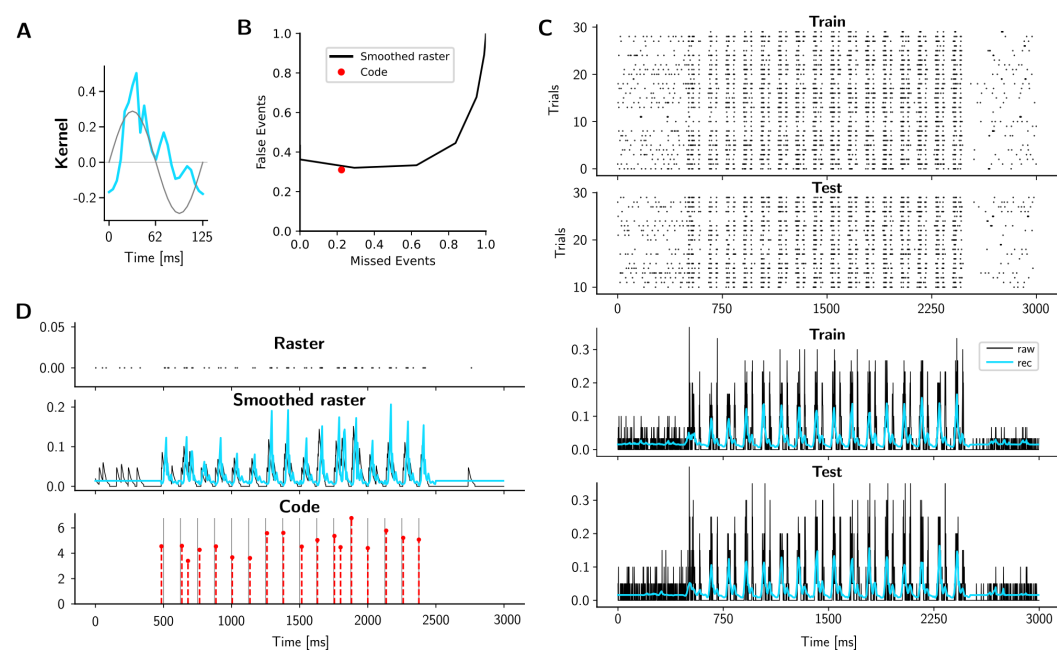 A
0.4
0.2
0.0
-0.2
Kernel
0
62
125
Time [ms]
B
1.0
0.8
0.6
0.4
0.2
0.0
False Events
Smoothed raster
Code
0.0
0.2
0.4
0.6
0.8
1.0
Missed Events
C
Train
30
20
10
0
Trials
Test
30
20
10
Trials
0
750
1500
2250
3000
Train
0.3
0.2
0.1
0.0
raw
rec
Test
0.3
0.2
0.1
0.0
0
750
1500
2250
3000
Time [ms]
D
Raster
0.05
0.00
Smoothed raster
0.2
0.1
0.0
Code
6
4
2
0
0
500
1000
1500
2000
2500
3000
Time [ms]